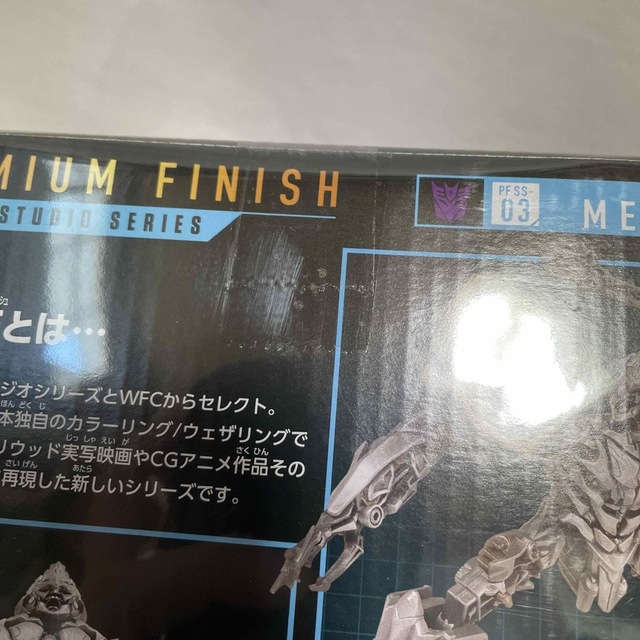 MIUM FINISH
STUDIO SERIES
PF SS-
03
ME
とは…
ジオシリーズとWFCからセレクト。
本独自のカラーリング/ウェザリングで
リウッド実写映画やCGアニメ作品その
再現した新しいシリーズです。